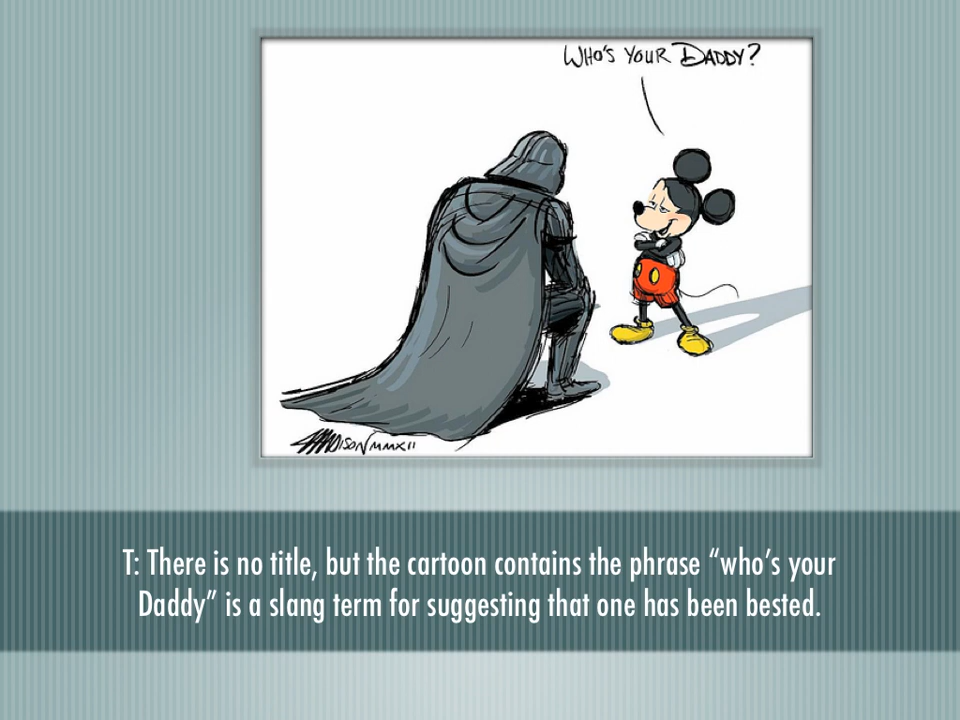 WHO'S YOUR DADDY?
MADISON MMXII
T: There is no title, but the cartoon contains the phrase “who’s your
Daddy” is a slang term for suggesting that one has been bested.